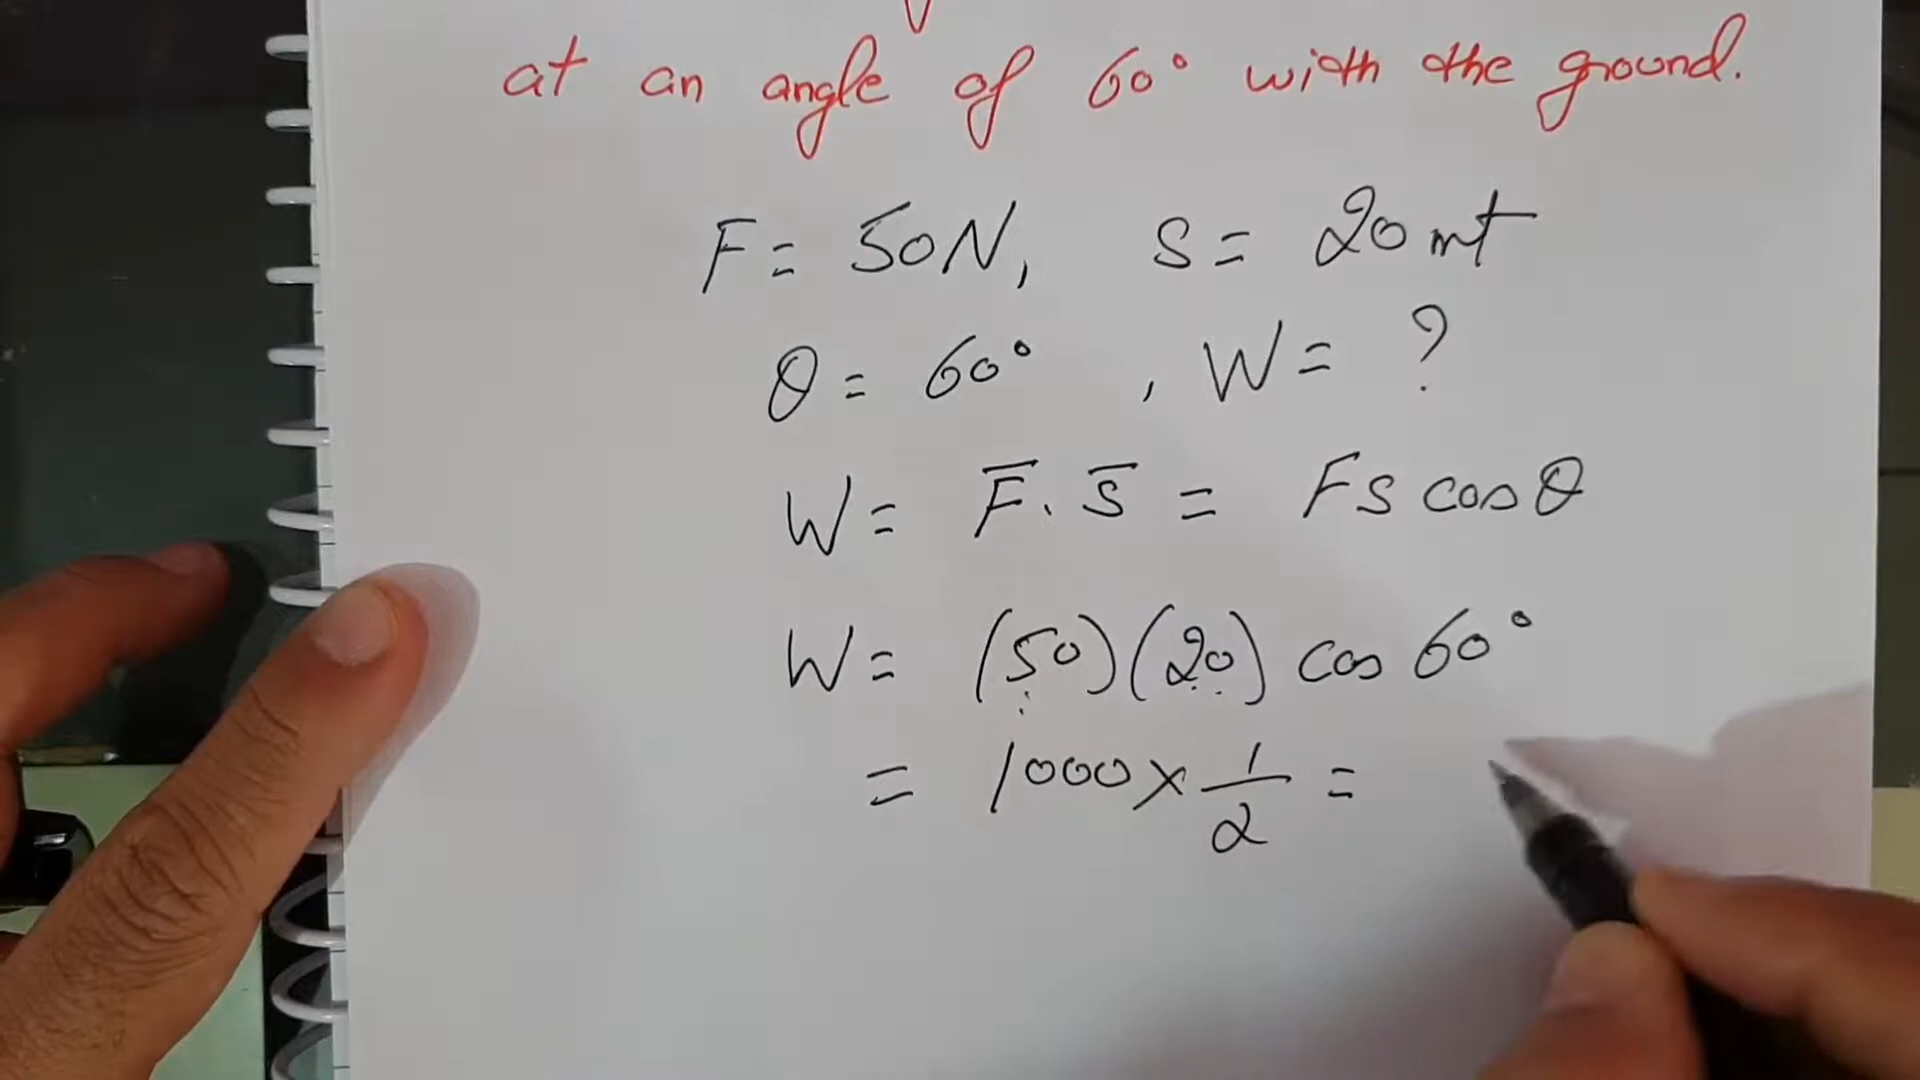 at an angle of 60° with the ground.
F = 50N, S = 20 mt
θ = 60° , W = ?
W = F̅ . S̅ = FS cosθ
W = (50)(20) cos 60°
= 1000 × 1/2 =